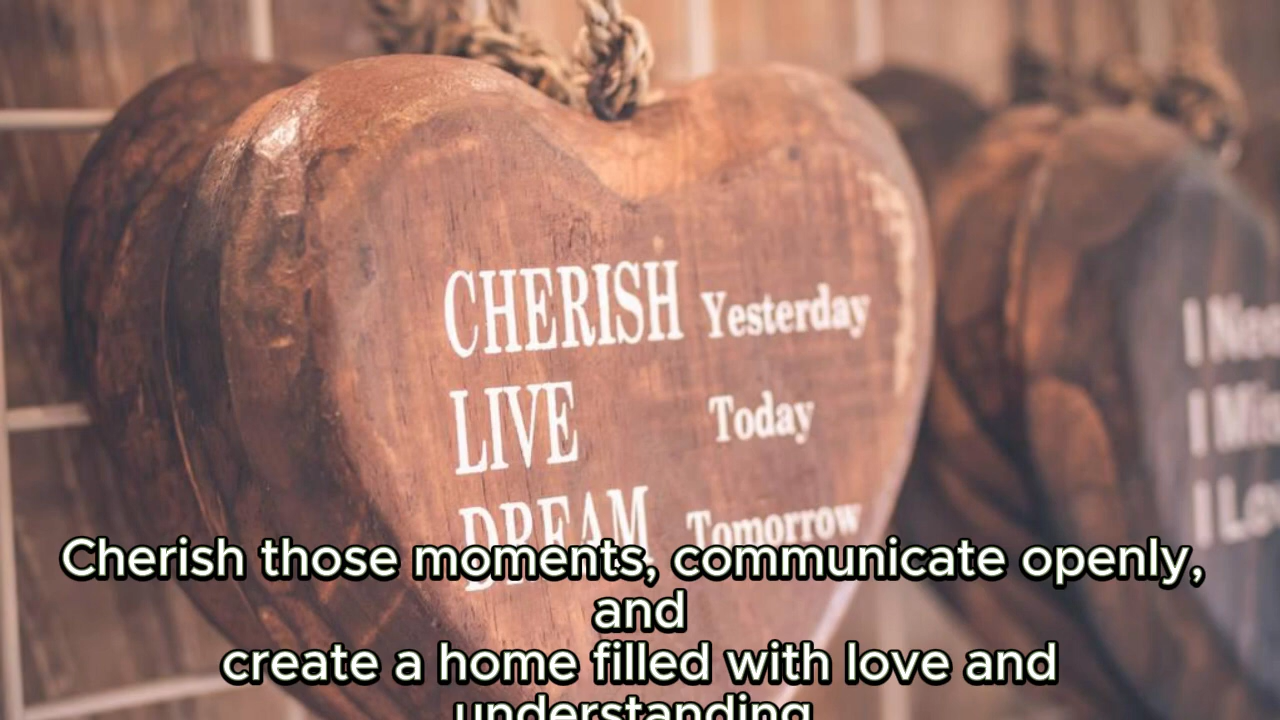 CHERISH Yesterday
LIVE Today
DREAM Tomorrow
Cherish those moments, communicate openly,
and
create a home filled with love and
understanding
I
I
I